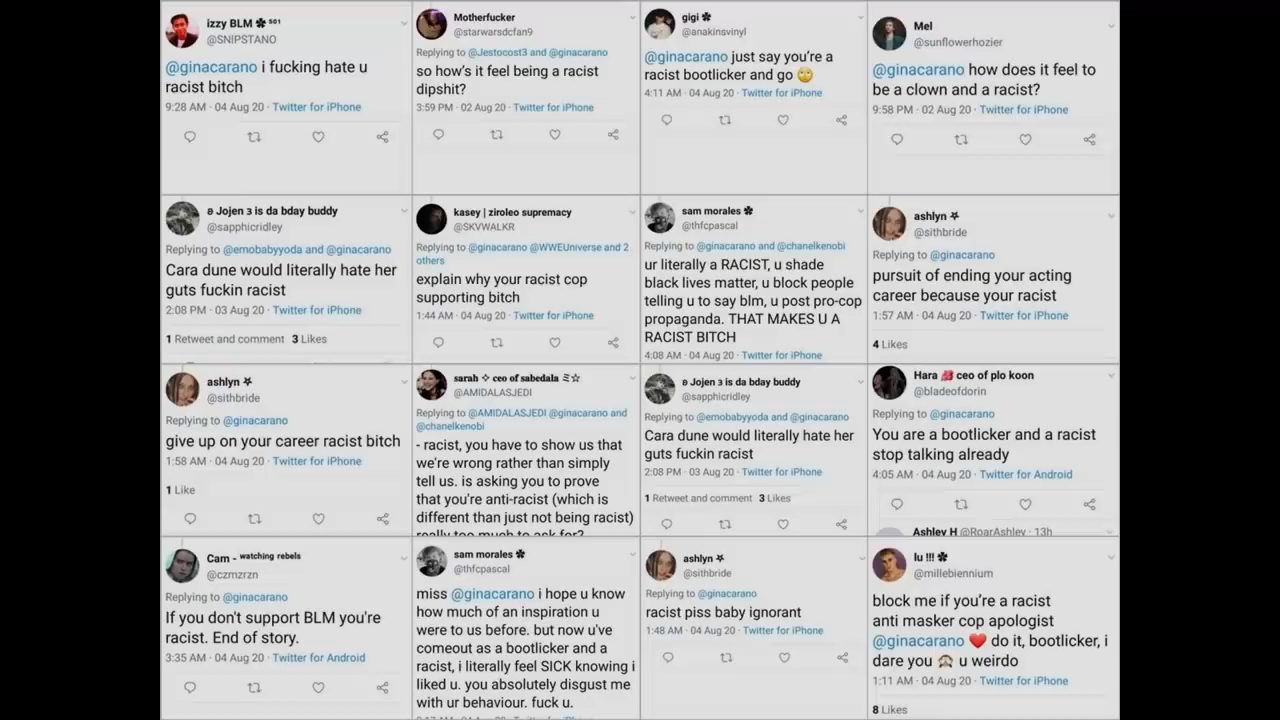 izzy BLM ✿ ⁵⁰¹
@SNIPSTANO
@ginacarano i fucking hate u
racist bitch
9:28 AM · 04 Aug 20 · Twitter for iPhone
Motherfucker
@starwarsdcfan9
Replying to @Jestocost3 and @ginacarano
so how's it feel being a racist
dipshit?
3:59 PM · 02 Aug 20 · Twitter for iPhone
gigi ✿
@anakinsvinyl
@ginacarano just say you're a
racist bootlicker and go 🙄
4:11 AM · 04 Aug 20 · Twitter for iPhone
Mel
@sunflowerhozier
@ginacarano how does it feel to
be a clown and a racist?
9:58 PM · 02 Aug 20 · Twitter for iPhone
ʚ Jojen ɜ is da bday buddy
@sapphicridley
Replying to @emobabyyoda and @ginacarano
Cara dune would literally hate her
guts fuckin racist
2:08 PM · 03 Aug 20 · Twitter for iPhone
1 Retweet and comment 3 Likes
kasey | ziroleo supremacy
@SKVWALKR
Replying to @ginacarano @WWEUniverse and 2
others
explain why your racist cop
supporting bitch
1:44 AM · 04 Aug 20 · Twitter for iPhone
sam morales ✿
@thfcpascal
Replying to @ginacarano and @chanelkenobi
ur literally a RACIST, u shade
black lives matter, u block people
telling u to say blm, u post pro-cop
propaganda. THAT MAKES U A
RACIST BITCH
4:08 AM · 04 Aug 20 · Twitter for iPhone
ashlyn ⛧
@sithbride
Replying to @ginacarano
pursuit of ending your acting
career because your racist
1:57 AM · 04 Aug 20 · Twitter for iPhone
4 Likes
ashlyn ⛧
@sithbride
Replying to @ginacarano
give up on your career racist bitch
1:58 AM · 04 Aug 20 · Twitter for iPhone
1 Like
sarah ✧ ceo of sabedala ミ☆
@AMIDALASJEDI
Replying to @AMIDALASJEDI @ginacarano and
@chanelkenobi
- racist, you have to show us that
we're wrong rather than simply
tell us. is asking you to prove
that you're anti-racist (which is
different than just not being racist)
really too much to ask for?
ʚ Jojen ɜ is da bday buddy
@sapphicridley
Replying to @emobabyyoda and @ginacarano
Cara dune would literally hate her
guts fuckin racist
2:08 PM · 03 Aug 20 · Twitter for iPhone
1 Retweet and comment 3 Likes
Hara 🌺 ceo of plo koon
@bladeofdorin
Replying to @ginacarano
You are a bootlicker and a racist
stop talking already
4:05 AM · 04 Aug 20 · Twitter for Android
Ashley H @RoarAshley · 13h
Cam - ʷᵃᵗᶜʰⁱⁿᵍ ʳᵉᵇᵉˡˢ
@czmzrzn
Replying to @ginacarano
If you don't support BLM you're
racist. End of story.
3:35 AM · 04 Aug 20 · Twitter for Android
sam morales ✿
@thfcpascal
miss @ginacarano i hope u know
how much of an inspiration u
were to us before. but now u've
comeout as a bootlicker and a
racist, i literally feel SICK knowing i
liked u. you absolutely disgust me
with ur behaviour. fuck u.
ashlyn ⛧
@sithbride
Replying to @ginacarano
racist piss baby ignorant
1:48 AM · 04 Aug 20 · Twitter for iPhone
lu !!! ✿
@millebiennium
block me if you're a racist
anti masker cop apologist
@ginacarano ❤️ do it, bootlicker, i
dare you 🙈 u weirdo
1:11 AM · 04 Aug 20 · Twitter for iPhone
8 Likes